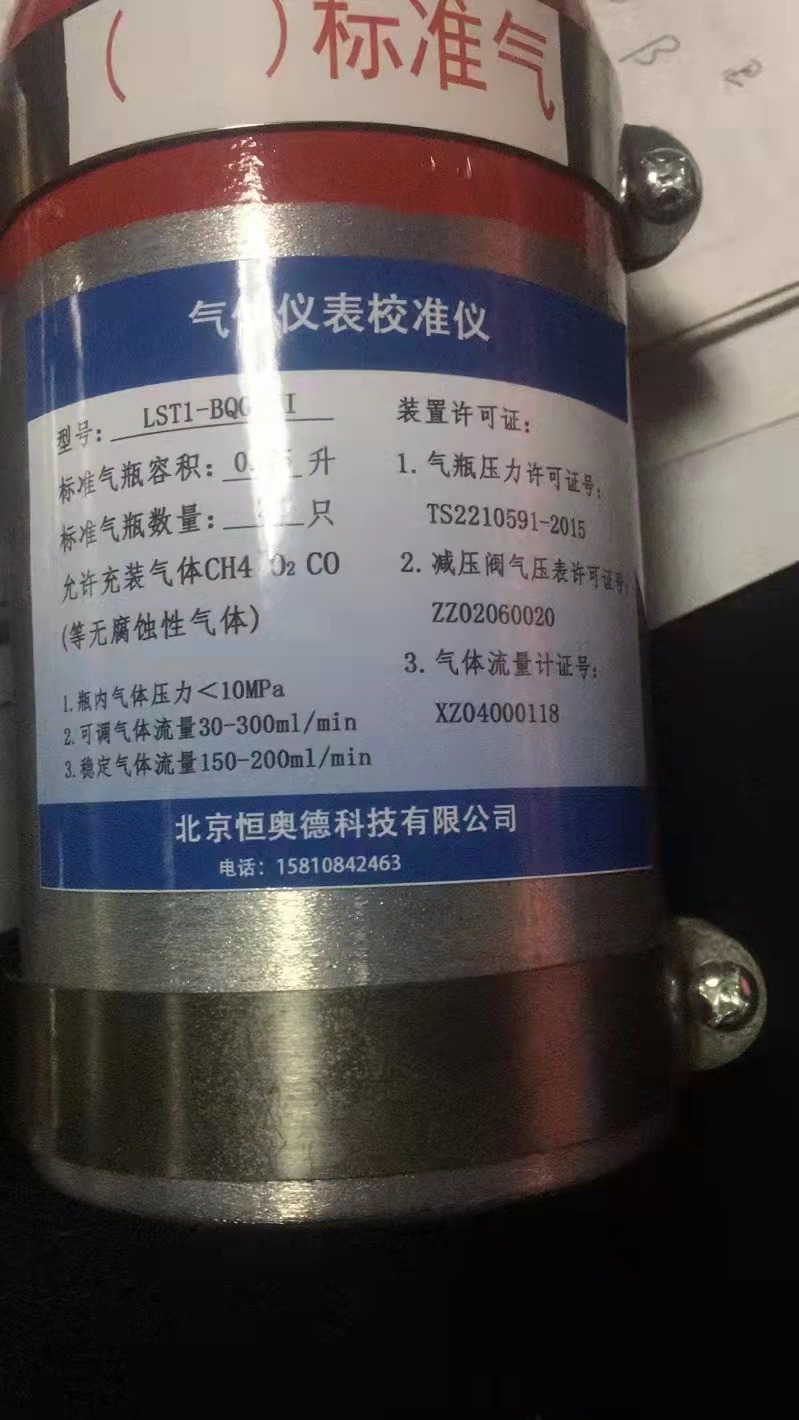 ( )标准气
气体仪表校准仪
型号:
标准气瓶容积: 升
标准气瓶数量: 只
允许充装气体CH4 O₂ CO
(等无腐蚀性气体)
1.瓶内气体压力<10MPa
2.可调气体流量30-300ml/min
3.稳定气体流量150-200ml/min
装置许可证:
1.气瓶压力许可证号:
TS2210591-2015
2.减压阀气压表许可证号:
ZZ02060020
3.气体流量计证号:
XZ04000118
北京恒奥德科技有限公司
电话: 15810842463